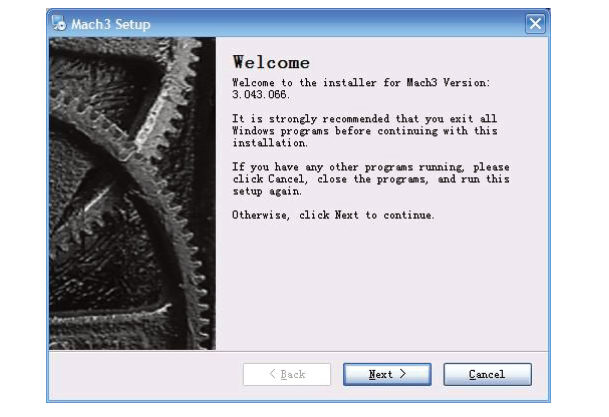 Mach3 Setup
Welcome
Welcome to the installer for Mach3 Version:
3.043.066.
It is strongly recommended that you exit all
Windows programs before continuing with this
installation.
If you have any other programs running, please
click Cancel, close the programs, and run this
setup again.
Otherwise, click Next to continue.
< Back
Next >
Cancel